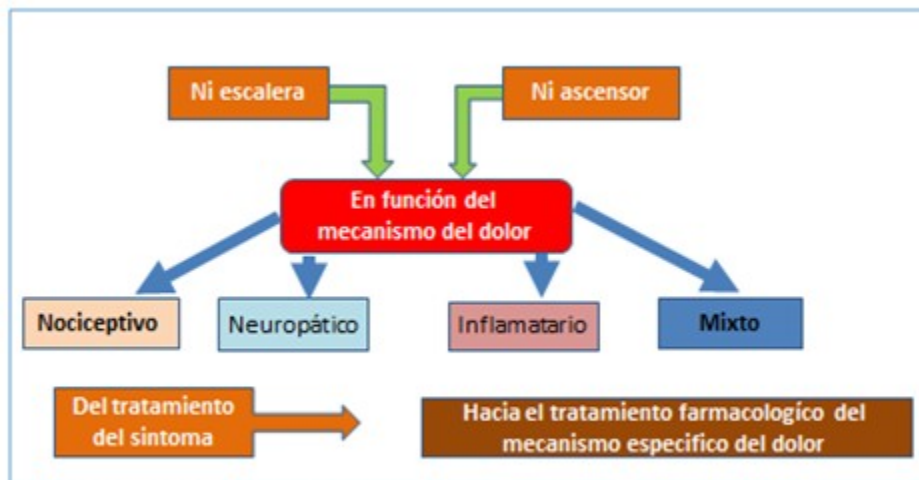 Ni escalera
Ni ascensor
En función del
mecanismo del dolor
Nociceptivo
Neuropático
Inflamatario
Mixto
Del tratamiento
del sintoma
Hacia el tratamiento farmacologíco del
mecanismo especifico del dolor